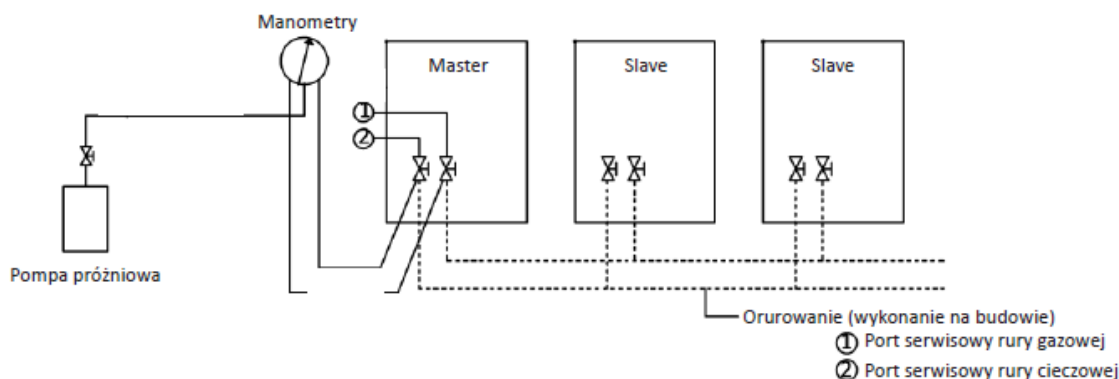 Manometry
Master
Slave
Slave
1
2
Pompa próżniowa
Orurowanie (wykonanie na budowie)
1 Port serwisowy rury gazowej
2 Port serwisowy rury cieczowej